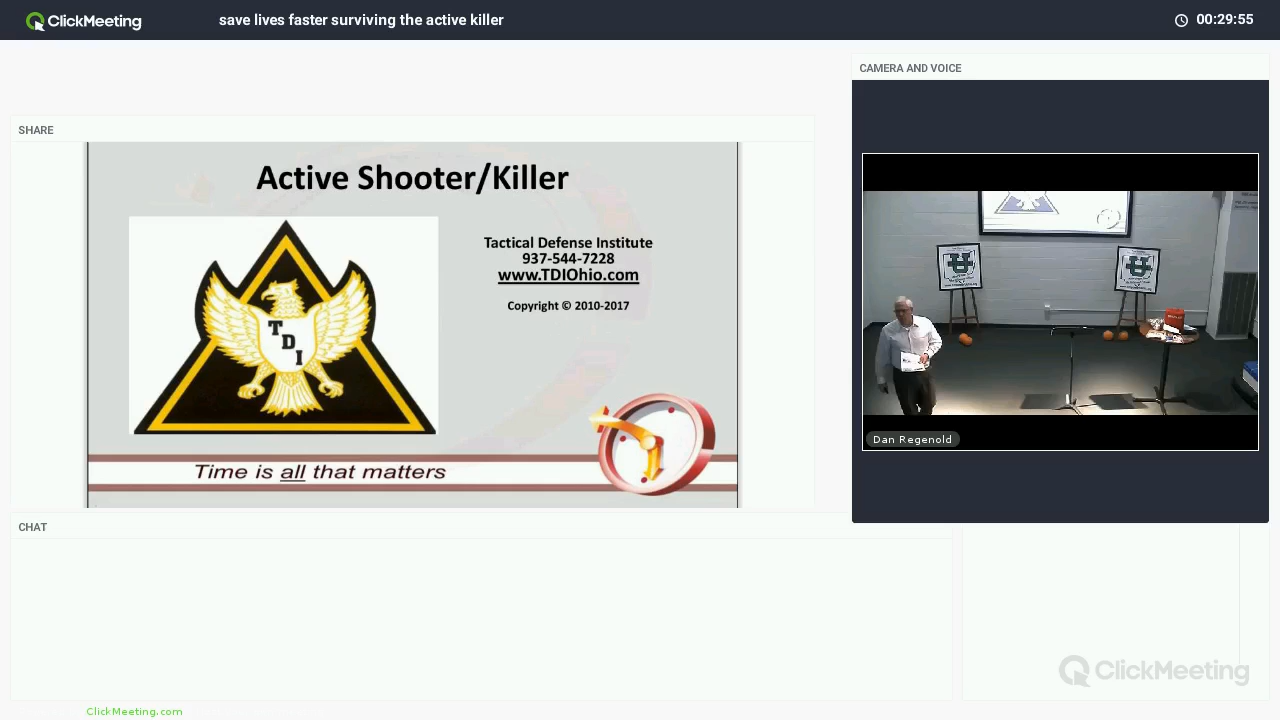 ClickMeeting
save lives faster surviving the active killer
00:29:55
CAMERA AND VOICE
SHARE
Active Shooter/Killer
Tactical Defense Institute
937-544-7228
www.TDIOhio.com
Copyright © 2010-2017
T
D
I
Time is all that matters
Dan Regenold
CHAT
ClickMeeting
ClickMeeting.com